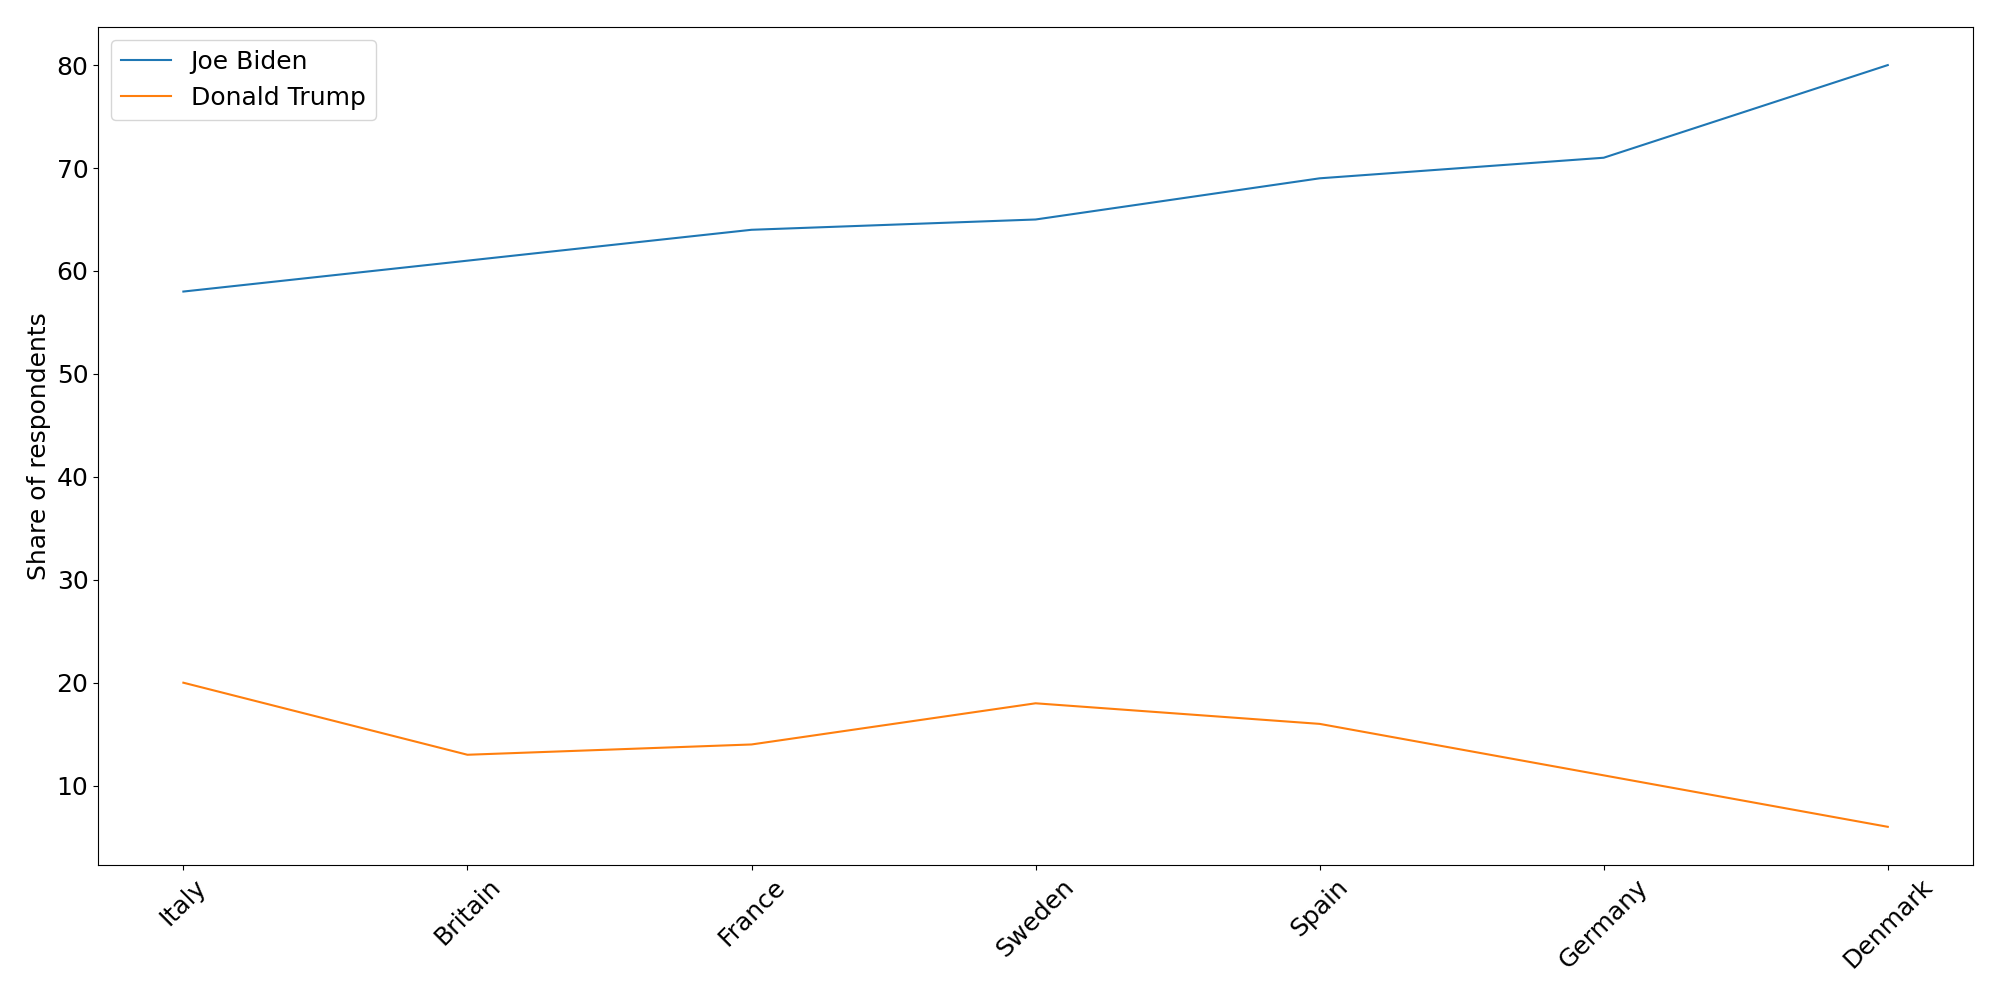 Joe Biden
Donald Trump
Share of respondents
80
70
60
50
40
30
20
10
Italy
Britain
France
Sweden
Spain
Germany
Denmark